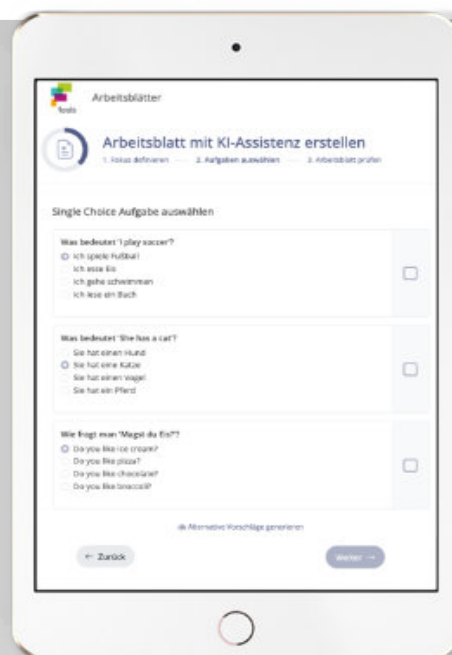 Tools
Arbeitsblätter
Arbeitsblatt mit KI-Assistenz erstellen
1. Fokus definieren 2. Aufgaben auswählen 3. Arbeitsblatt prüfen
Single Choice Aufgabe auswählen
Was bedeutet 'I play soccer'?
Ich spiele Fußball
Ich esse Eis
Ich gehe schwimmen
Ich lese ein Buch
Was bedeutet 'She has a cat'?
Sie hat einen Hund
Sie hat eine Katze
Sie hat einen Vogel
Sie hat ein Pferd
Wie fragt man 'Magst du Eis?'?
Do you like ice cream?
Do you like pizza?
Do you like chocolate?
Do you like broccoli?
Alternative Vorschläge generieren
← Zurück
Weiter →